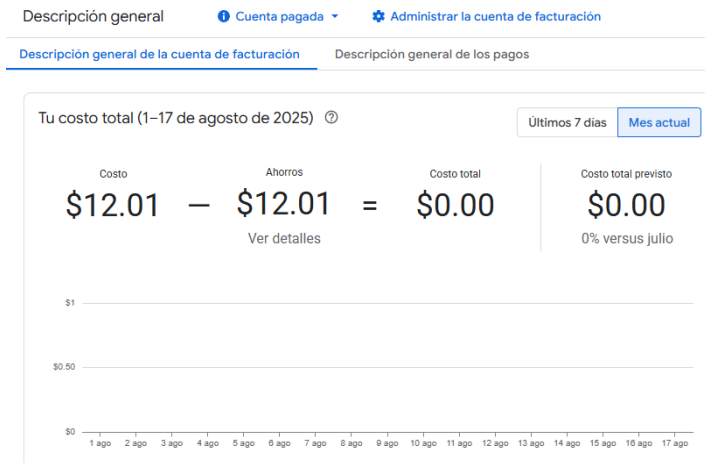 Descripción general
Cuenta pagada
Administrar la cuenta de facturación
Descripción general de la cuenta de facturación
Descripción general de los pagos
Tu costo total (1–17 de agosto de 2025)
Últimos 7 días
Mes actual
Costo
Ahorros
Costo total
Costo total previsto
$12.01 — $12.01 = $0.00 $0.00
Ver detalles
0% versus julio
$1
$0.50
$0
1 ago 2 ago 3 ago 4 ago 5 ago 6 ago 7 ago 8 ago 9 ago 10 ago 11 ago 12 ago 13 ago 14 ago 15 ago 16 ago 17 ago